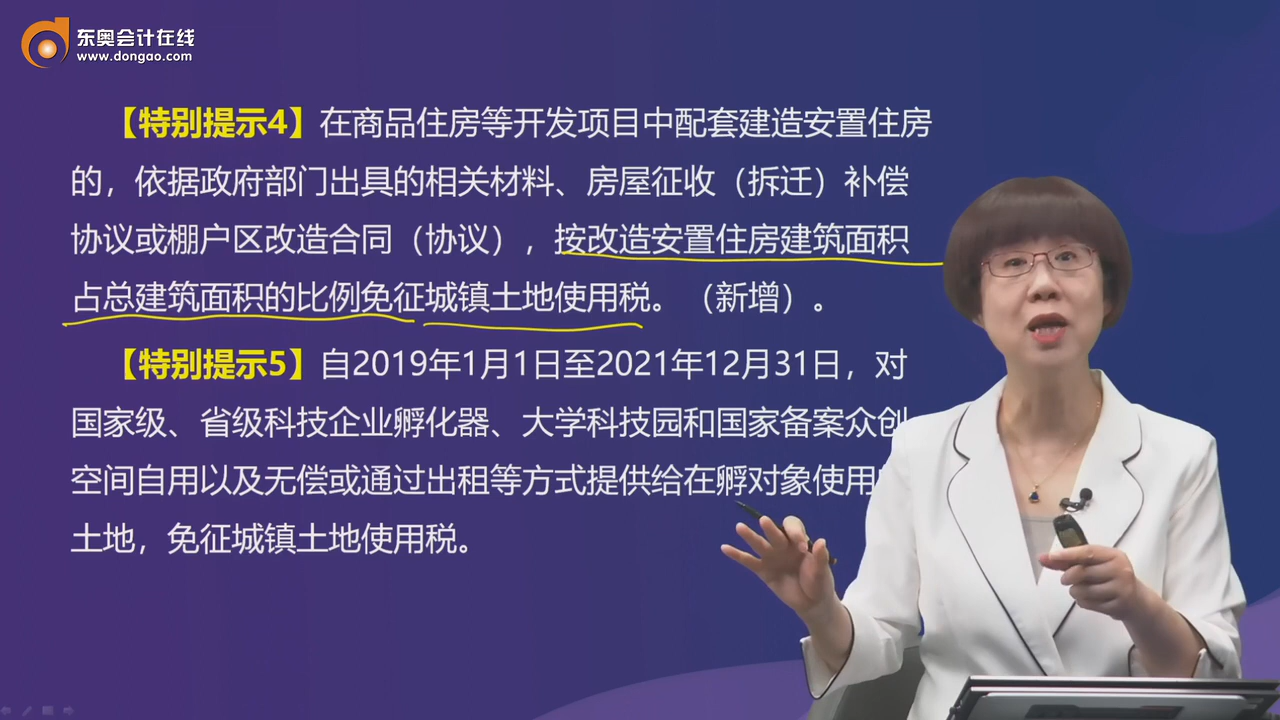 东奥会计在线
www.dongao.com
【特别提示4】在商品住房等开发项目中配套建造安置住房
的，依据政府部门出具的相关材料、房屋征收（拆迁）补偿
协议或棚户区改造合同（协议），按改造安置住房建筑面积
占总建筑面积的比例免征城镇土地使用税。（新增）。
【特别提示5】自2019年1月1日至2021年12月31日，对
国家级、省级科技企业孵化器、大学科技园和国家备案众创
空间自用以及无偿或通过出租等方式提供给在孵对象使用
土地，免征城镇土地使用税。